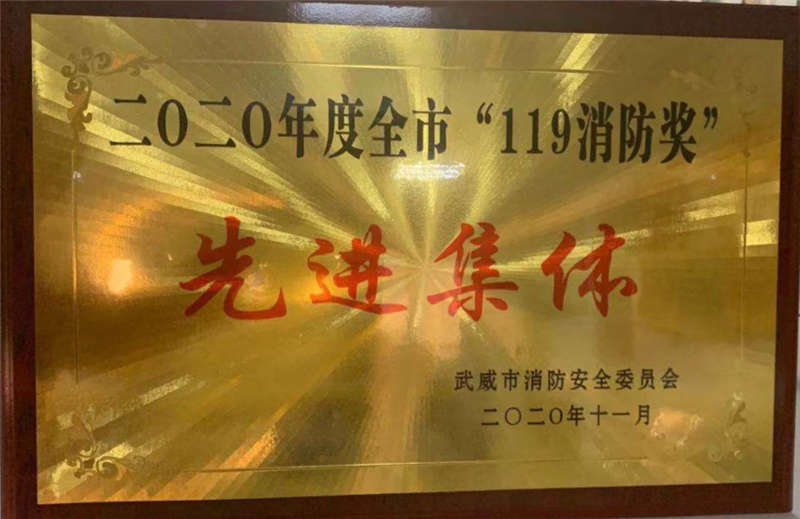 二〇二〇年度全市“119消防奖”
先进集体
武威市消防安全委员会
二〇二〇年十一月